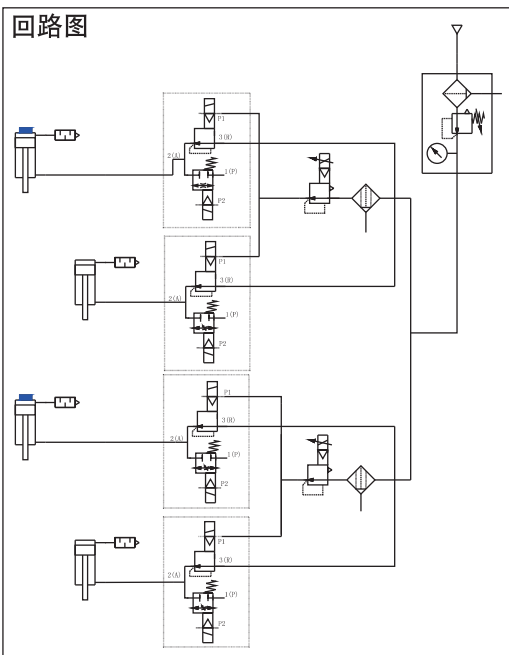 回路图
P1
3(R)
2(A)
1(P)
P2
P1
3(R)
2(A)
1(P)
P2
P1
3(R)
2(A)
1(P)
P2
P1
3(R)
2(A)
1(P)
P2